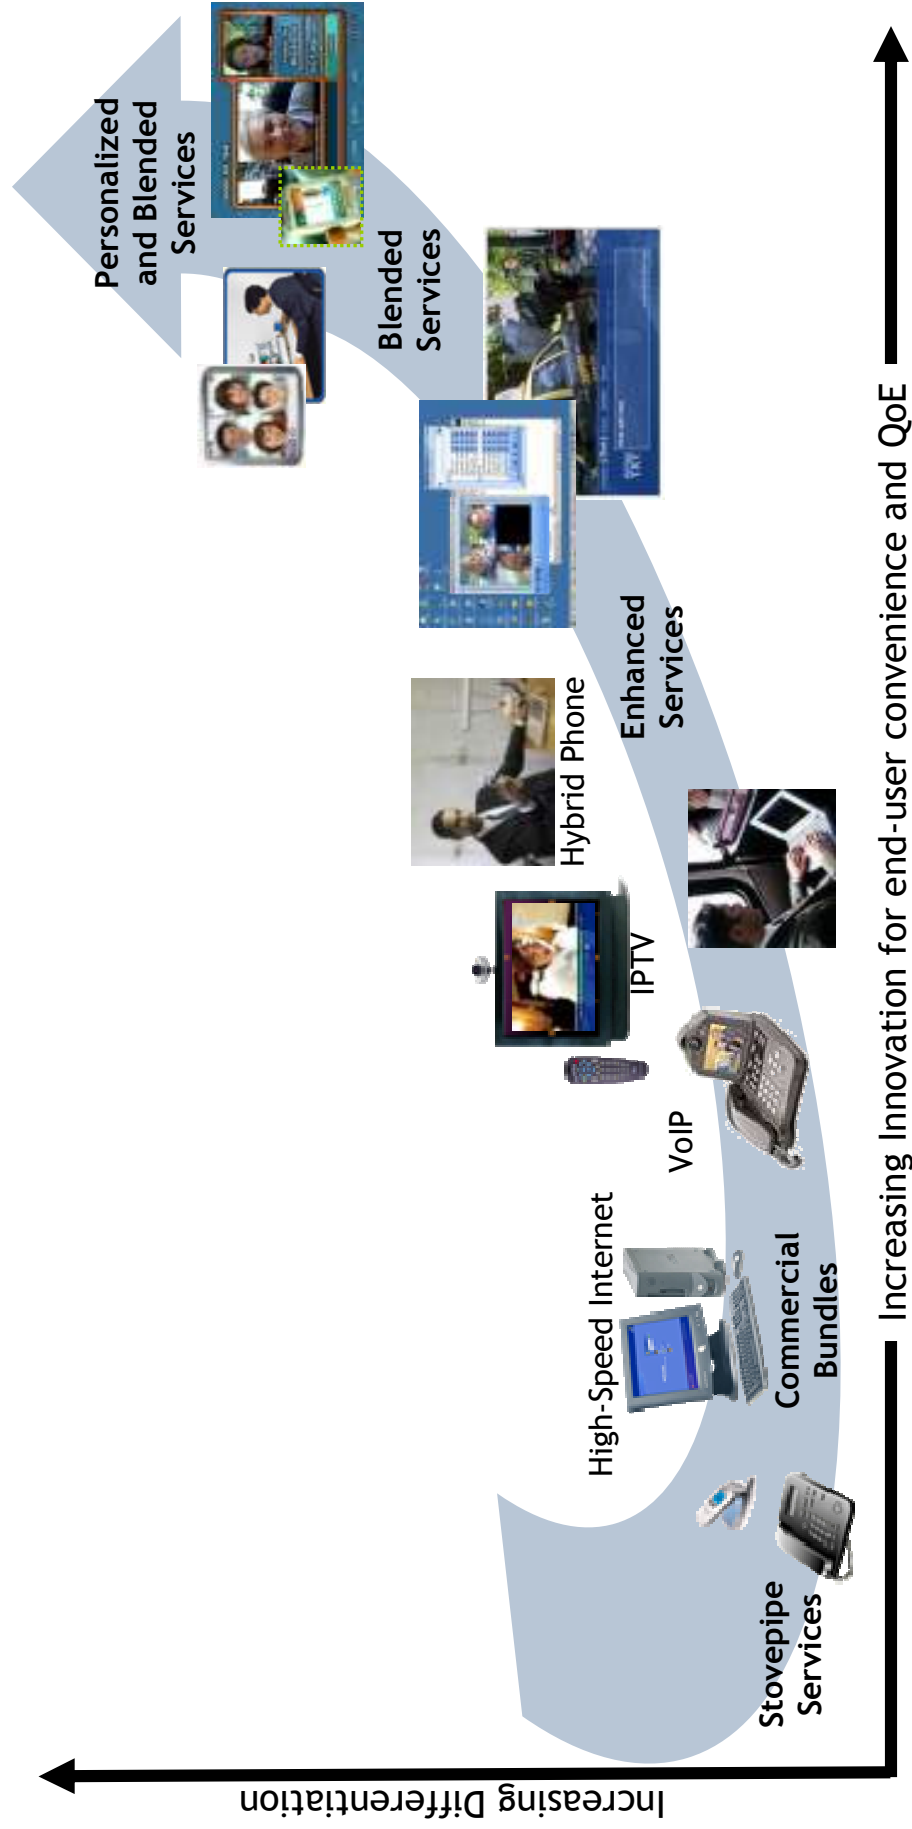 Increasing Differentiation
Personalized
and Blended
Services
Blended
Services
Hybrid Phone
Enhanced
Services
IPTV
VoIP
High-Speed Internet
Commercial
Bundles
Stovepipe
Services
Increasing Innovation for end-user convenience and QoE